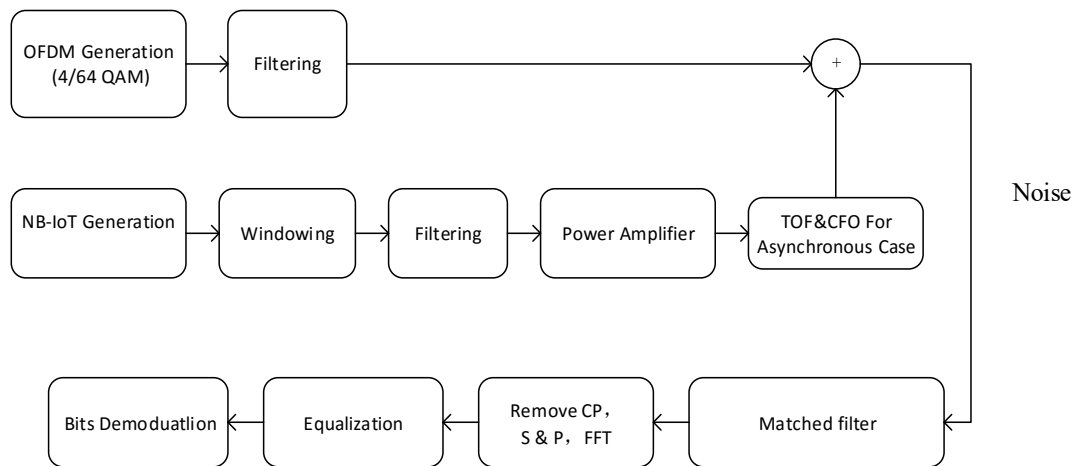 OFDM Generation
(4/64 QAM)
Filtering
+
NB-IoT Generation
Windowing
Filtering
Power Amplifier
TOF&CFO For
Asynchronous Case
Noise
Bits Demoduatlion
Equalization
Remove CP，
S & P，FFT
Matched filter